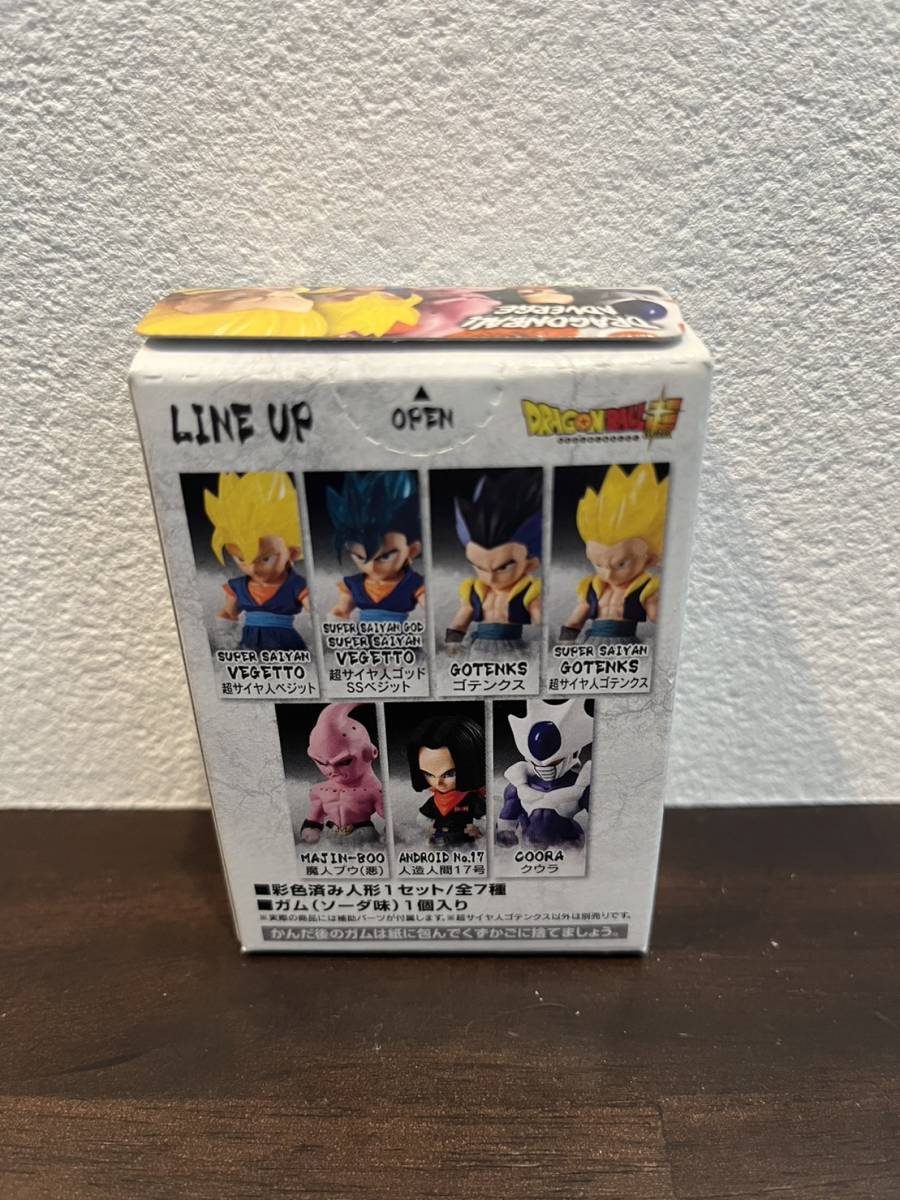 DRAGONBALL
ADVERGE
LINE UP
OPEN
DRAGON BALL超
SUPER SAIYAN
VEGETTO
超サイヤ人ベジット
SUPER SAIYAN GOD
SUPER SAIYAN
VEGETTO
超サイヤ人ゴッド
SSベジット
GOTENKS
ゴテンクス
SUPER SAIYAN
GOTENKS
超サイヤ人ゴテンクス
MAJIN-BOO
魔人ブウ(悪)
ANDROID No.17
人造人間17号
COORA
クウラ
■彩色済み人形1セット/全7種
■ガム(ソーダ味)1個入り
※実際の商品には補助パーツが付属します。※超サイヤ人ゴテンクス以外は別売りです。
かんだ後のガムは紙に包んでくずかごに捨てましょう。